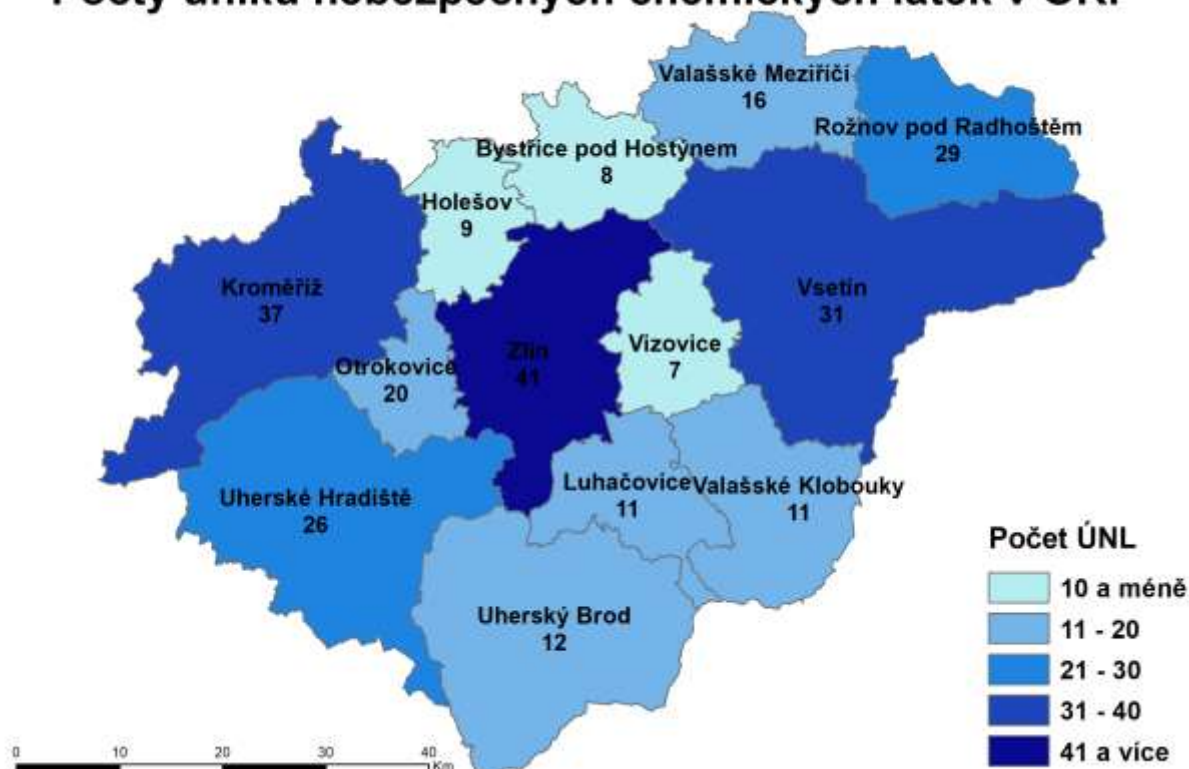 Valašské Meziříčí
16
Rožnov pod Radhoštěm
29
Bystřice pod Hostýnem
8
Holešov
9
Kroměříž
37
Vsetín
31
Zlín
41
Vizovice
7
Otrokovice
20
Uherské Hradiště
26
Luhačovice
11
Valašské Klobouky
11
Uherský Brod
12
Počet ÚNL
10 a méně
11 - 20
21 - 30
31 - 40
41 a více
0 10 20 30 40
Km